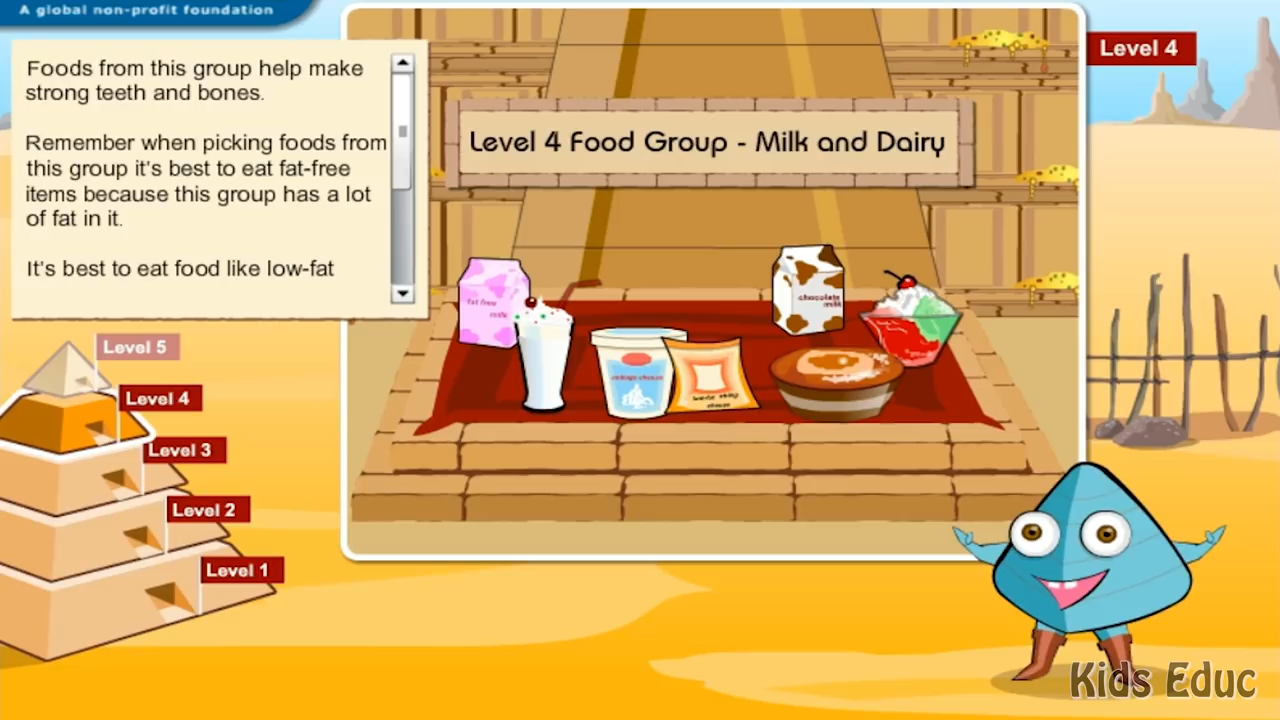 A global non-profit foundation
Foods from this group help make
strong teeth and bones.
Remember when picking foods from
this group it's best to eat fat-free
items because this group has a lot
of fat in it.
It's best to eat food like low-fat
Level 4 Food Group - Milk and Dairy
Level 4
fat free
milk
chocolate
milk
cottage cheese
cheese
Level 5
Level 4
Level 3
Level 2
Level 1
Kids Educ